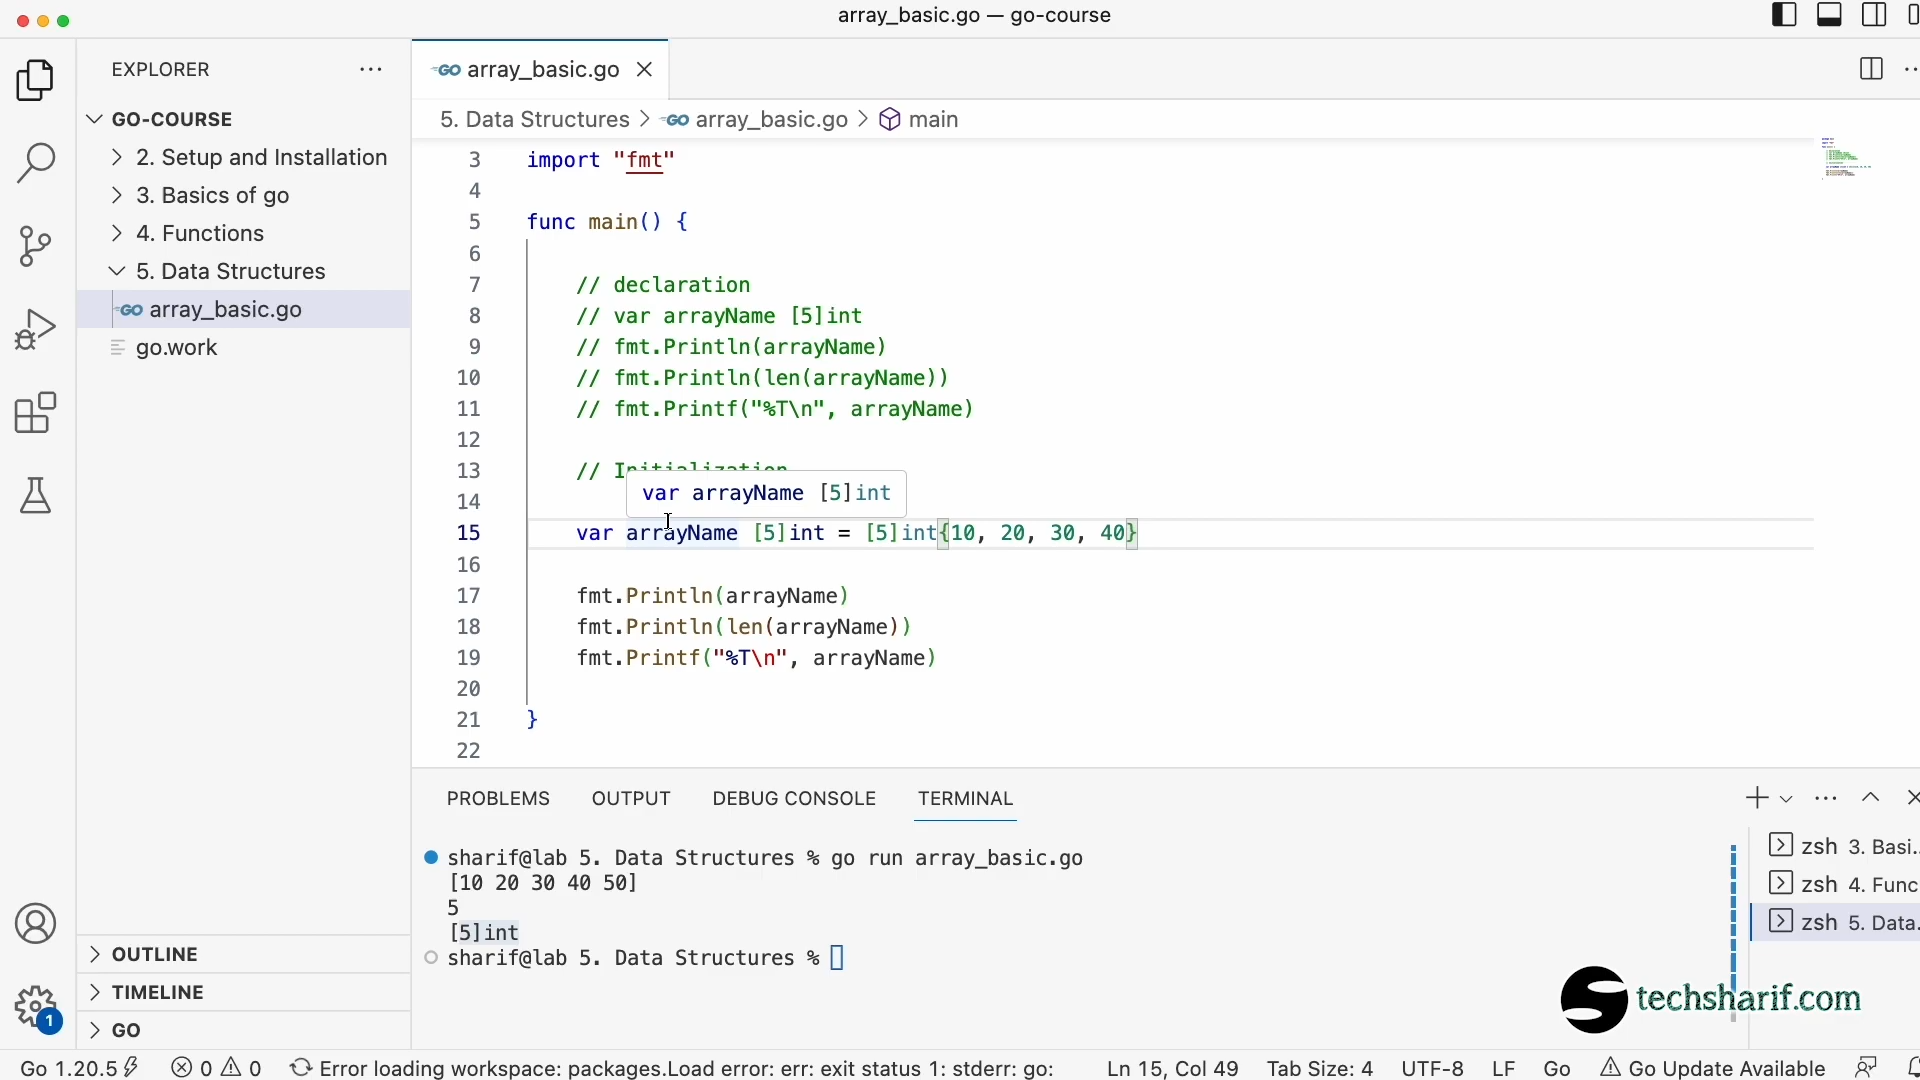 array_basic.go — go-course
EXPLORER
GO-COURSE
2. Setup and Installation
3. Basics of go
4. Functions
5. Data Structures
array_basic.go
go.work
OUTLINE
TIMELINE
GO
array_basic.go
5. Data Structures > array_basic.go > main
3 import "fmt"
4
5 func main() {
6
7 // declaration
8 // var arrayName [5]int
9 // fmt.Println(arrayName)
10 // fmt.Println(len(arrayName))
11 // fmt.Printf("%T\n", arrayName)
12
13 // Initialization
var arrayName [5]int
14
15 var arrayName [5]int = [5]int{10, 20, 30, 40}
16
17 fmt.Println(arrayName)
18 fmt.Println(len(arrayName))
19 fmt.Printf("%T\n", arrayName)
20
21 }
22
PROBLEMS OUTPUT DEBUG CONSOLE TERMINAL
sharif@lab 5. Data Structures % go run array_basic.go
[10 20 30 40 50]
5
[5]int
sharif@lab 5. Data Structures %
zsh 3. Basi...
zsh 4. Func
zsh 5. Data.
techsharif.com
1
Go 1.20.5 0 0 Error loading workspace: packages.Load error: err: exit status 1: stderr: go: Ln 15, Col 49 Tab Size: 4 UTF-8 LF Go Go Update Available